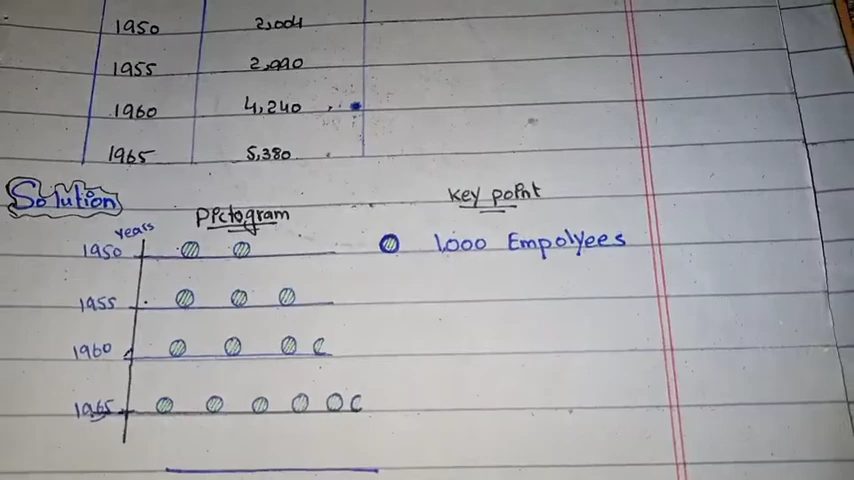 1950 2,004
1955 2,990
1960 4,240
1965 5,380
Solution
Pictogram
key point
years
1950
1000 Empolyees
1955
1960
1965